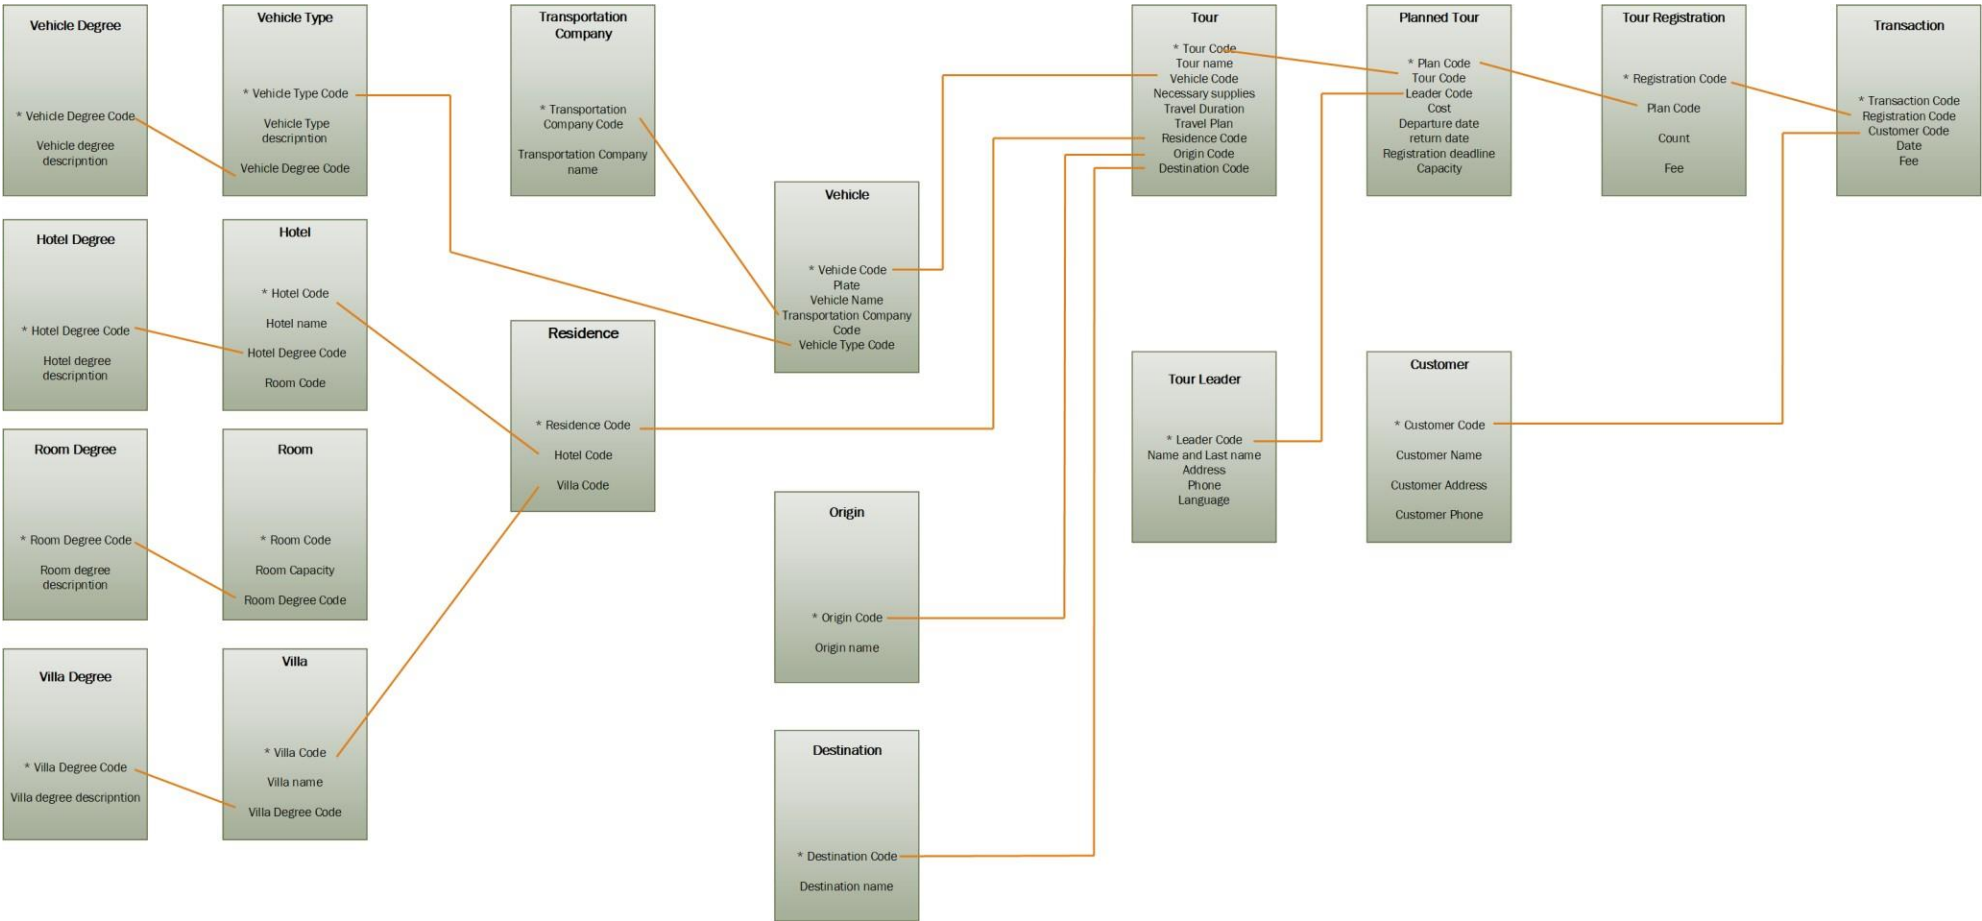 Vehicle Degree
* Vehicle Degree Code
Vehicle degree
descripntion
Vehicle Type
* Vehicle Type Code
Vehicle Type
descripntion
Vehicle Degree Code
Transportation
Company
* Transportation
Company Code
Transportation Company
name
Vehicle
* Vehicle Code
Plate
Vehicle Name
Transportation Company
Code
Vehicle Type Code
Tour
* Tour Code
Tour name
Vehicle Code
Necessary supplies
Travel Duration
Travel Plan
Residence Code
Origin Code
Destination Code
Planned Tour
* Plan Code
Tour Code
Leader Code
Cost
Departure date
return date
Registration deadline
Capacity
Tour Registration
* Registration Code
Plan Code
Count
Fee
Transaction
* Transaction Code
Registration Code
Customer Code
Date
Fee
Hotel Degree
* Hotel Degree Code
Hotel degree
descripntion
Hotel
* Hotel Code
Hotel name
Hotel Degree Code
Room Code
Residence
* Residence Code
Hotel Code
Villa Code
Tour Leader
* Leader Code
Name and Last name
Address
Phone
Language
Customer
* Customer Code
Customer Name
Customer Address
Customer Phone
Room Degree
* Room Degree Code
Room degree
descripntion
Room
* Room Code
Room Capacity
Room Degree Code
Origin
* Origin Code
Origin name
Villa Degree
* Villa Degree Code
Villa degree descripntion
Villa
* Villa Code
Villa name
Villa Degree Code
Destination
* Destination Code
Destination name